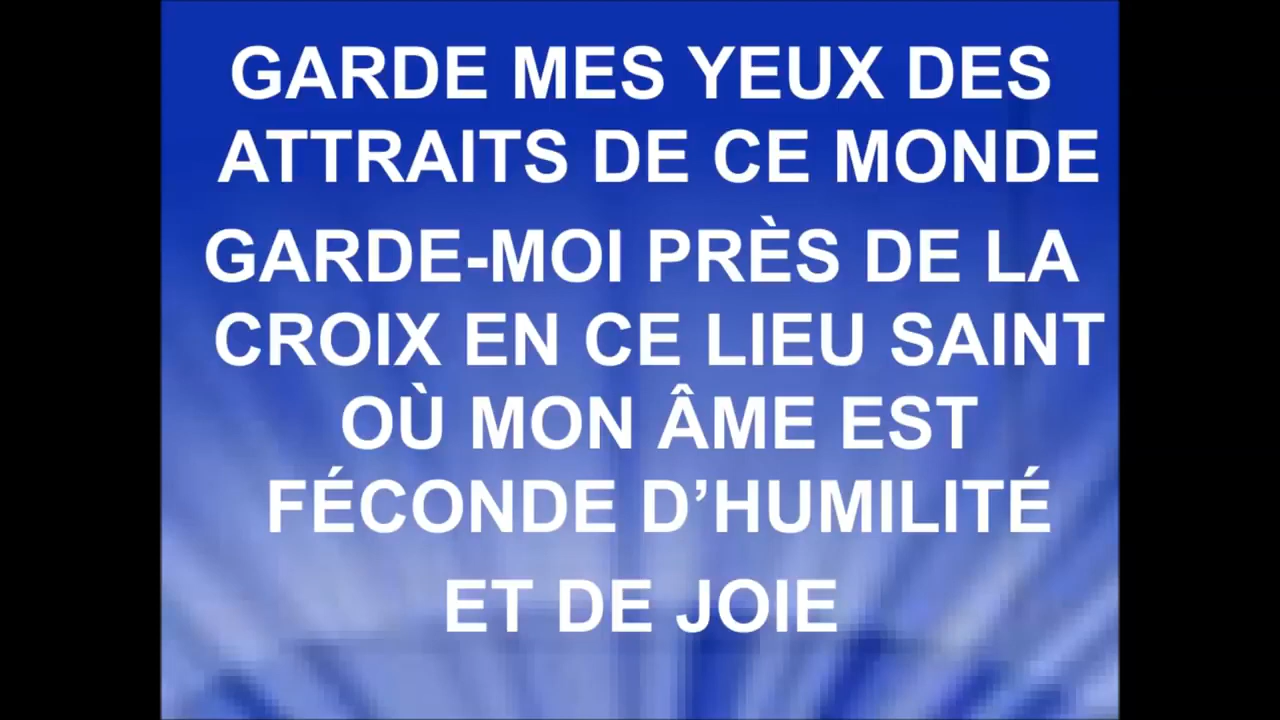 GARDE MES YEUX DES
ATTRAITS DE CE MONDE
GARDE-MOI PRÈS DE LA
CROIX EN CE LIEU SAINT
OÙ MON ÂME EST
FÉCONDE D’HUMILITÉ
ET DE JOIE